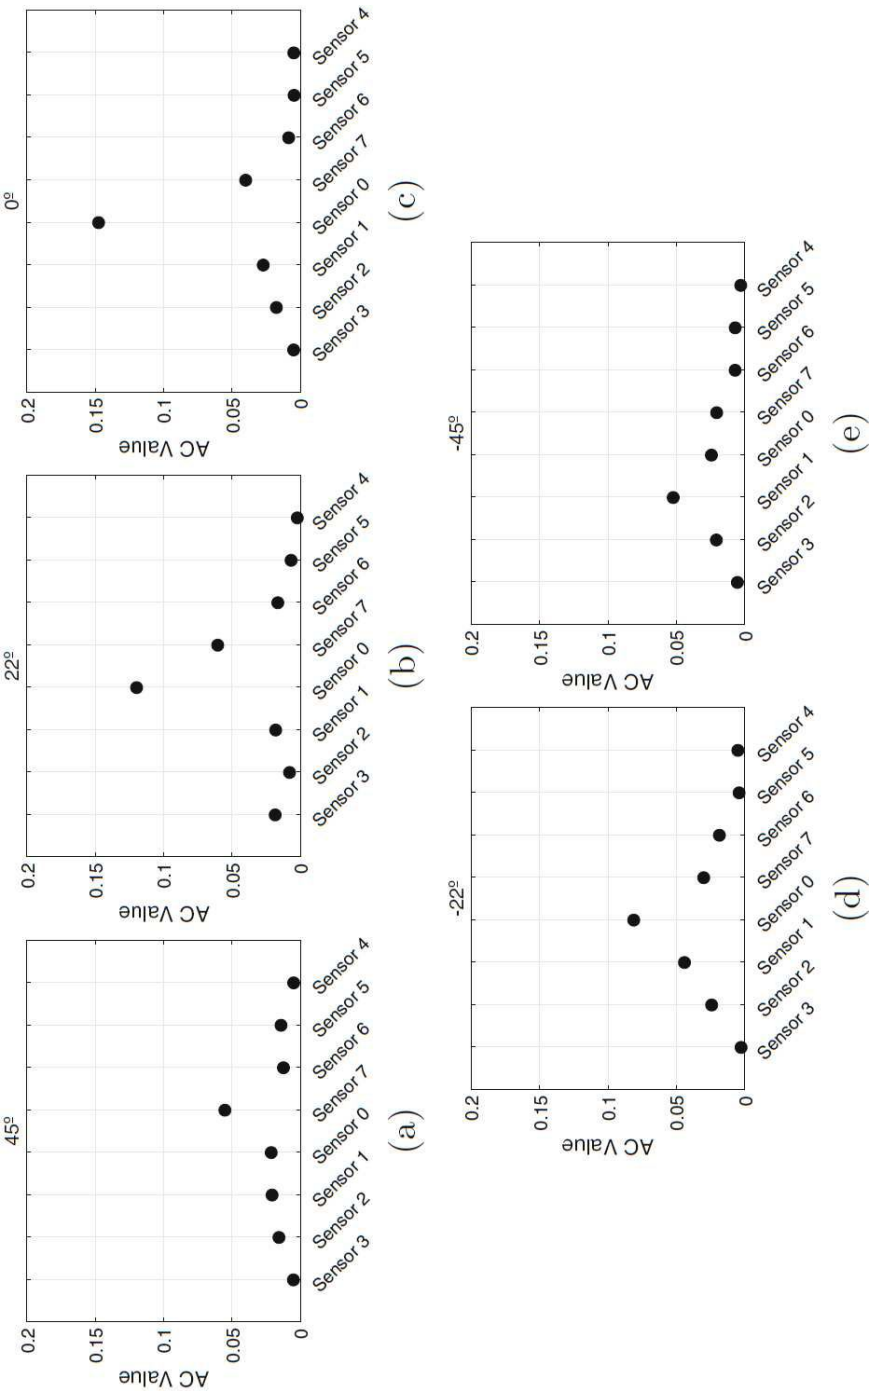 45º
AC Value
0.2
0.15
0.1
0.05
0
Sensor 3
Sensor 2
Sensor 1
Sensor 0
Sensor 7
Sensor 6
Sensor 5
Sensor 4
(a)
22º
AC Value
0.2
0.15
0.1
0.05
0
Sensor 3
Sensor 2
Sensor 1
Sensor 0
Sensor 7
Sensor 6
Sensor 5
Sensor 4
(b)
0º
AC Value
0.2
0.15
0.1
0.05
0
Sensor 3
Sensor 2
Sensor 1
Sensor 0
Sensor 7
Sensor 6
Sensor 5
Sensor 4
(c)
-22º
AC Value
0.2
0.15
0.1
0.05
0
Sensor 3
Sensor 2
Sensor 1
Sensor 0
Sensor 7
Sensor 6
Sensor 5
Sensor 4
(d)
-45º
AC Value
0.2
0.15
0.1
0.05
0
Sensor 3
Sensor 2
Sensor 1
Sensor 0
Sensor 7
Sensor 6
Sensor 5
Sensor 4
(e)